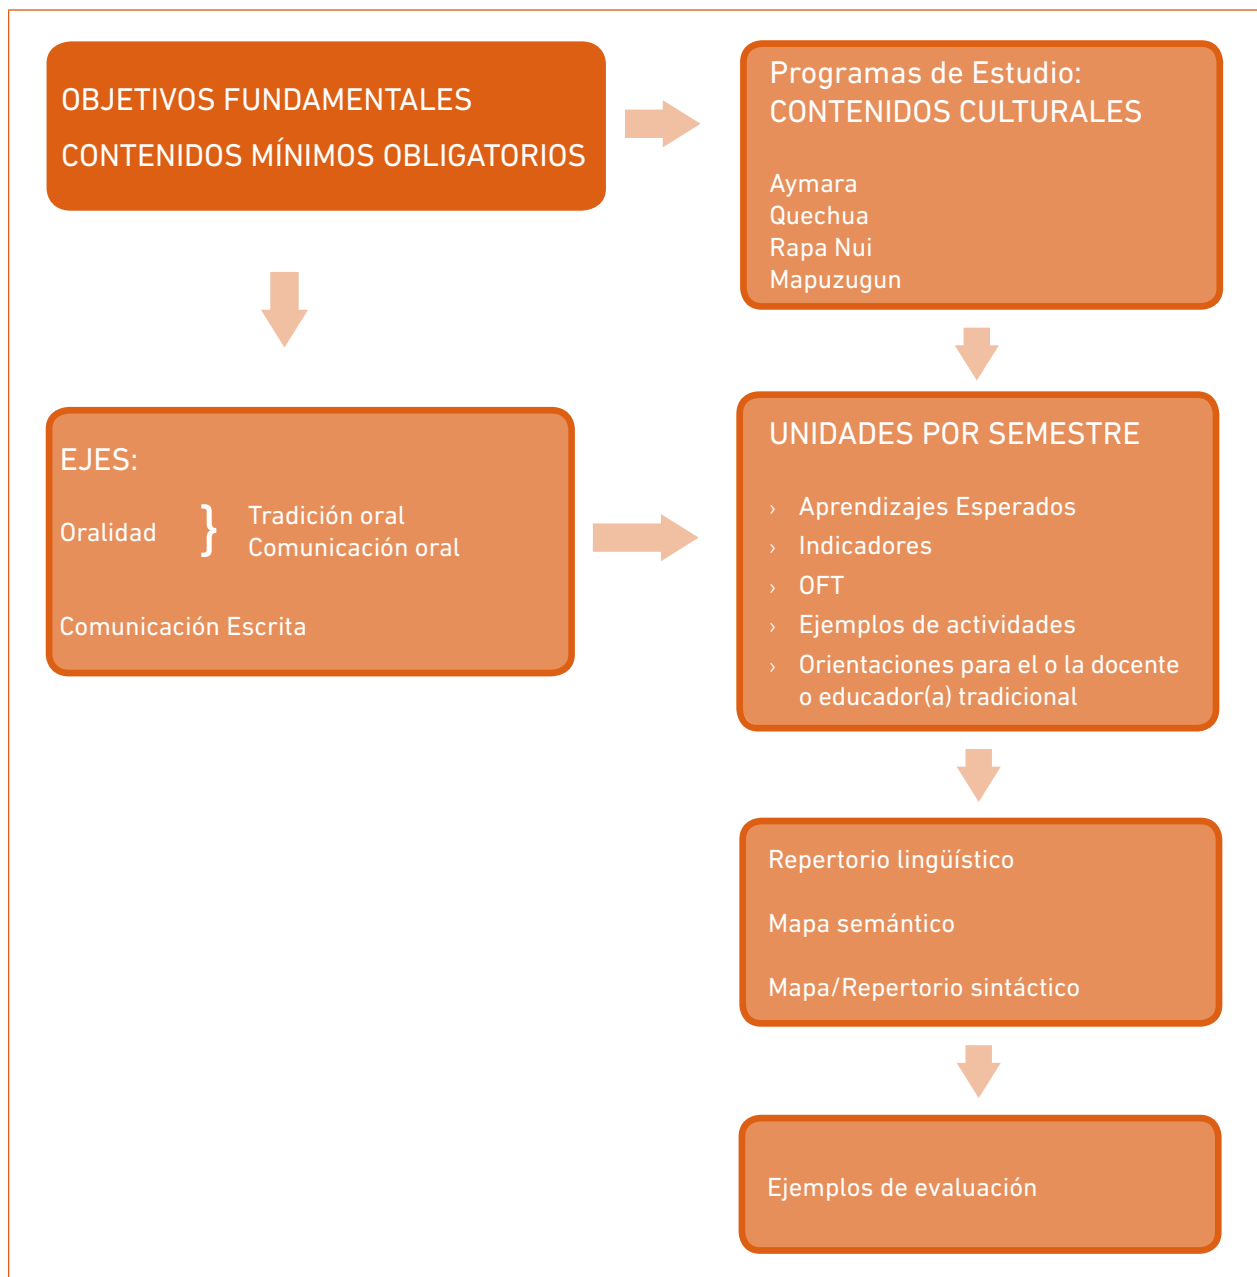 OBJETIVOS FUNDAMENTALES
CONTENIDOS MÍNIMOS OBLIGATORIOS
Programas de Estudio:
CONTENIDOS CULTURALES
Aymara
Quechua
Rapa Nui
Mapuzugun
EJES:
Oralidad } Tradición oral
Comunicación oral
Comunicación Escrita
UNIDADES POR SEMESTRE
› Aprendizajes Esperados
› Indicadores
› OFT
› Ejemplos de actividades
› Orientaciones para el o la docente
o educador(a) tradicional
Repertorio lingüístico
Mapa semántico
Mapa/Repertorio sintáctico
Ejemplos de evaluación